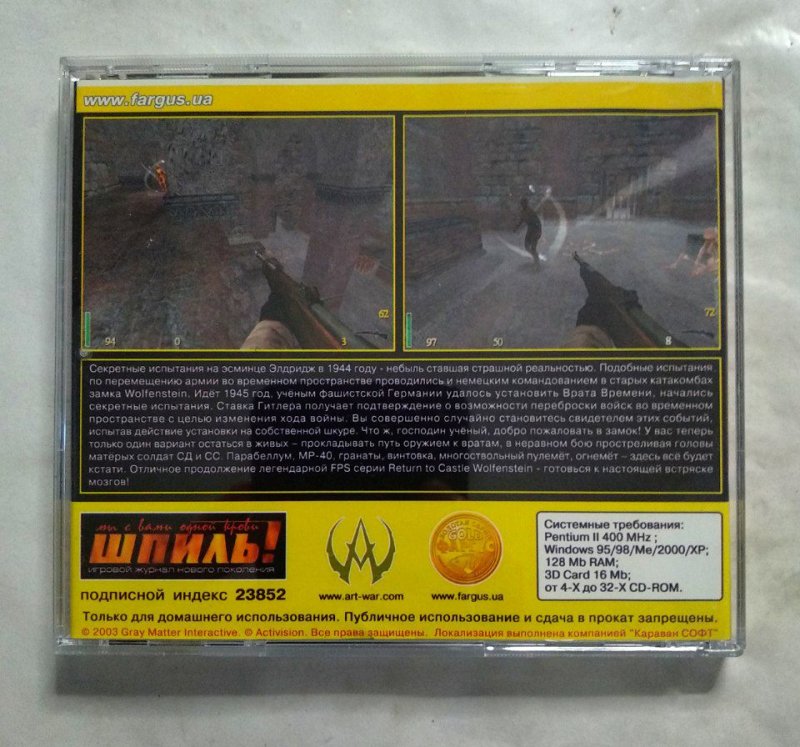 www.fargus.ua
94
0
3
62
97
50
8
72
Секретные испытания на эсминце Элдридж в 1944 году - небыль ставшая страшной реальностью. Подобные испытания
по перемещению армии во временном пространстве проводились и немецким командованием в старых катакомбах
замка Wolfenstein. Идёт 1945 год, ученым фашистской Германии удалось установить Врата Времени, начались
секретные испытания. Ставка Гитлера получает подтверждение о возможности переброски войск во временном
пространстве с целью изменения хода войны. Вы совершенно случайно становитесь свидетелем этих событий,
испытав действие установки на собственной шкуре. Что ж, господин учёный, добро пожаловать в замок! У вас теперь
только один вариант остаться в живых – прокладывать путь оружием к вратам, в неравном бою простреливая головы
матёрых солдат СД и СС. Парабеллум, МР-40, гранаты, винтовка, многоствольный пулемёт, огнемёт – здесь всё будет
кстати. Отличное продолжение легендарной FPS серии Return to Castle Wolfenstein - готовься к настоящей встряске
мозгов!
мы с вами одной крови
ШПИЛЬ!
игровой журнал нового поколения
подписной индекс 23852
www.art-war.com
GOLD
www.fargus.ua
Системные требования:
Pentium II 400 MHz ;
Windows 95/98/Me/2000/XP;
128 Mb RAM;
3D Card 16 Mb;
от 4-X до 32-X CD-ROM.
Только для домашнего использования. Публичное использование и сдача в прокат запрещены.
© 2003 Gray Matter Interactive. © Activision. Все права защищены. Локализация выполнена компанией "Караван СОФТ"